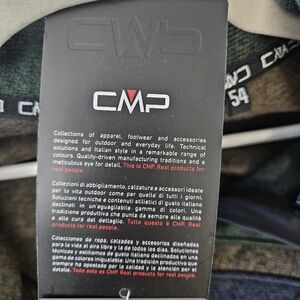 CMP
CMP
54
Collections of apparel, footwear and accessories
designed for outdoor and everyday life. Technical
solutions and Italian style in a remarkable range of
colours. Quality-driven manufacturing traditions and a
meticulous eye for detail. This is CMP. Real products for
real people.
Collezioni di abbigliamento, calzature e accessori ideate
per la vita outdoor come per quella di tutti i giorni.
Soluzioni tecniche e contenuti stilistici di gusto italiano
declinati in un'eguagliabile gamma di colori. Una
tradizione produttiva che punta da sempre alla qualità
e alla cura del dettaglio. Tutto questo è CMP. Real
products for real people.
Colecciones de ropa, calzados y accesorios diseñadas
para la vida al aire libre y la de todos los días. Soluciones
técnicas y estilismos de gusto italiano declinados en una
gama de colores inigualable. Una tradición productiva que
siempre ha apostado por la calidad y la atención al detalle.
Todo esto es CMP. Real products for real people.